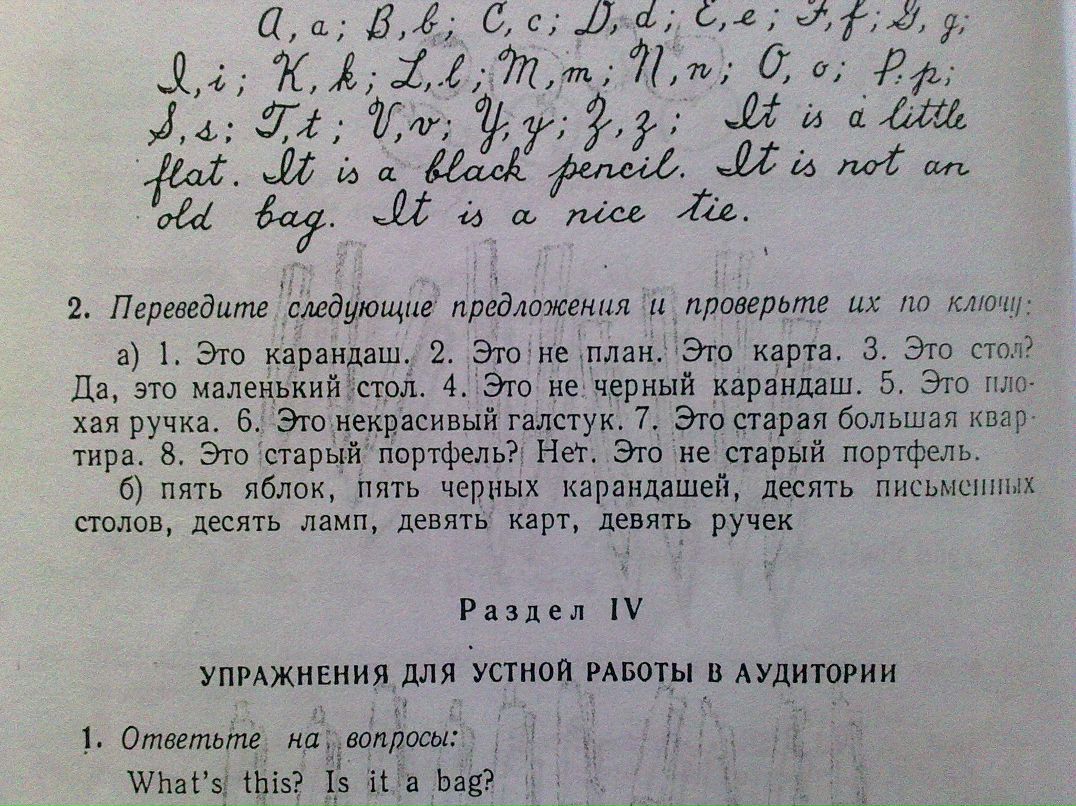 A, a; B, b; C, c; D, d; E, e; F, f; G, g;
I, i; K, k; L, l; M, m; N, n; O, o; P, p;
S, s; T, t; V, v; Y, y; Z, z; It is a little
flat. It is a black pencil. It is not an
old bag. It is a nice tie.
2. Переведите следующие предложения и проверьте их по ключу:
а) 1. Это карандаш. 2. Это не план. Это карта. 3. Это стол?
Да, это маленький стол. 4. Это не черный карандаш. 5. Это пло-
хая ручка. 6. Это некрасивый галстук. 7. Это старая большая квар-
тира. 8. Это старый портфель? Нет. Это не старый портфель.
б) пять яблок, пять черных карандашей, десять письменных
столов, десять ламп, девять карт, девять ручек
Раздел IV
УПРАЖНЕНИЯ ДЛЯ УСТНОЙ РАБОТЫ В АУДИТОРИИ
1. Ответьте на вопросы:
What's this? Is it a bag?